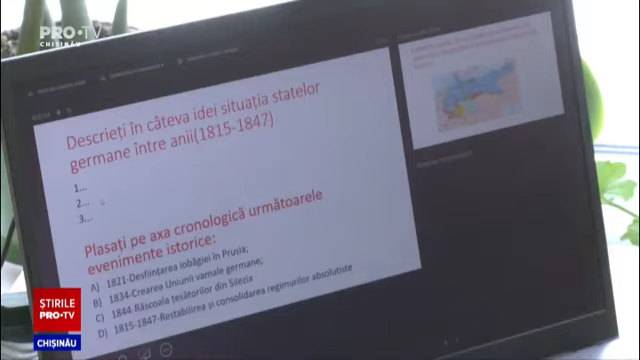 PRO•TV
CHIȘINĂU
Descrieți în câteva idei situația statelor
germane între anii(1815-1847)
1...
2...
3...
Plasați pe axa cronologică următoarele
evenimente istorice:
A) 1821-Desființarea iobăgiei în Prusia;
B) 1834-Crearea Uniunii vamale germane;
C) 1844-Răscoala țesătorilor din Silezia
D) 1815-1847-Restabilirea și consolidarea regimurilor absolutiste
ȘTIRILE
PRO•TV
CHIȘINĂU